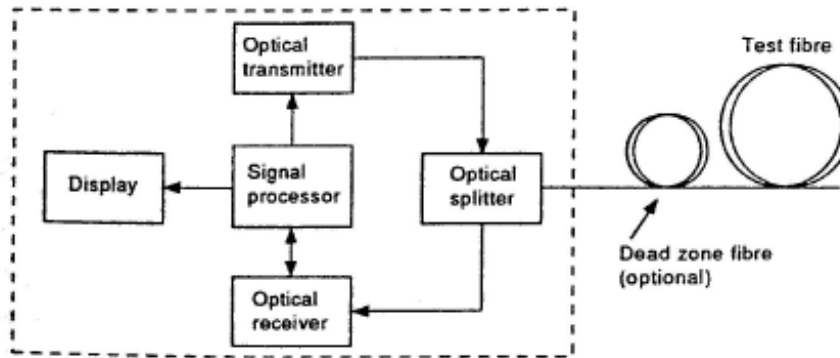 Optical
transmitter
Test fibre
Display
Signal
processor
Optical
splitter
Dead zone fibre
(optional)
Optical
receiver